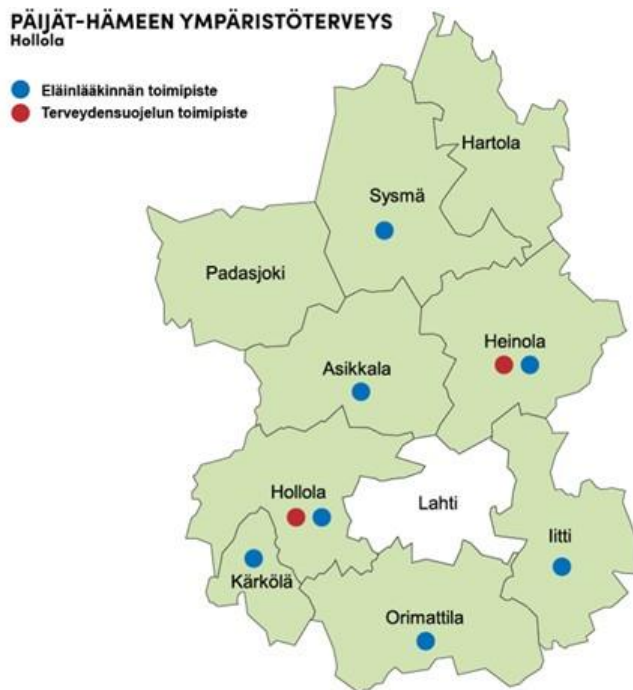 PÄIJÄT-HÄMEEN YMPÄRISTÖTERVEYS
Hollola
Eläinlääkinnän toimipiste
Terveydensuojelun toimipiste
Hartola
Sysmä
Padasjoki
Heinola
Asikkala
Hollola
Lahti
Iitti
Kärkölä
Orimattila